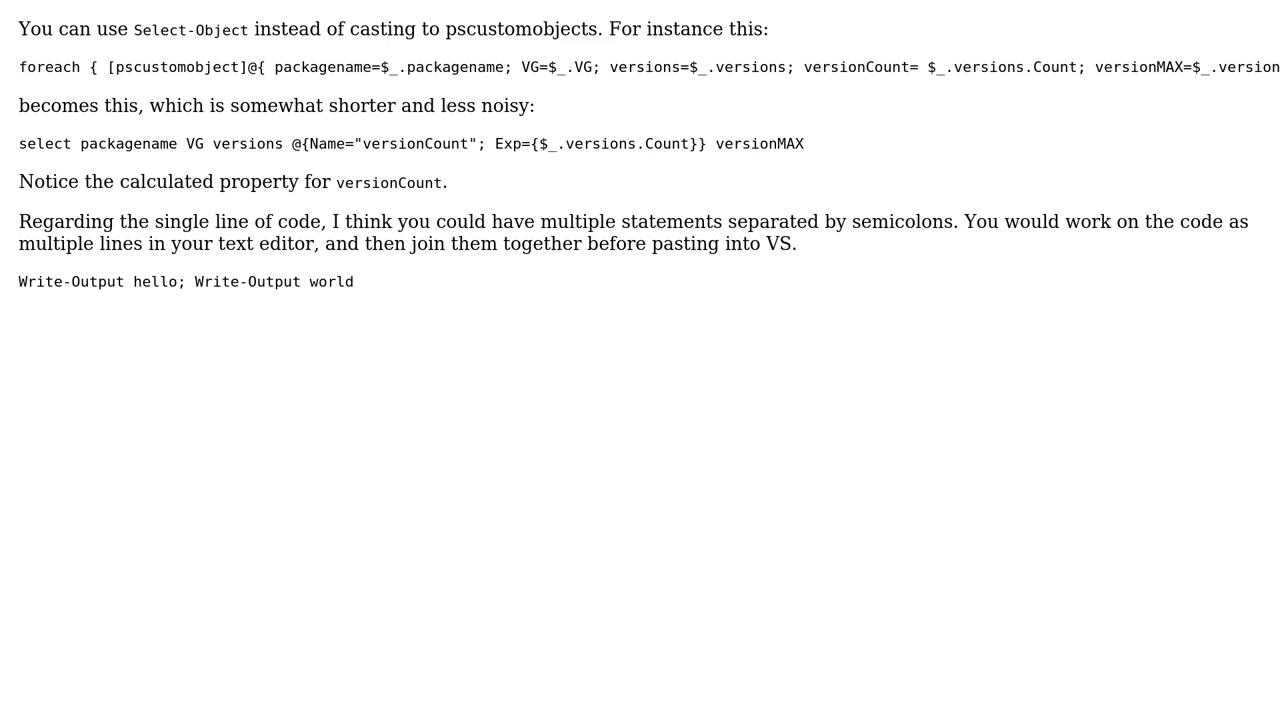 You can use Select-Object instead of casting to pscustomobjects. For instance this:
foreach { [pscustomobject]@{ packagename=$_.packagename; VG=$_.VG; versions=$_.versions; versionCount= $_.versions.Count; versionMAX=$_.version
becomes this, which is somewhat shorter and less noisy:
select packagename VG versions @{Name="versionCount"; Exp={$_.versions.Count}} versionMAX
Notice the calculated property for versionCount.
Regarding the single line of code, I think you could have multiple statements separated by semicolons. You would work on the code as
multiple lines in your text editor, and then join them together before pasting into VS.
Write-Output hello; Write-Output world